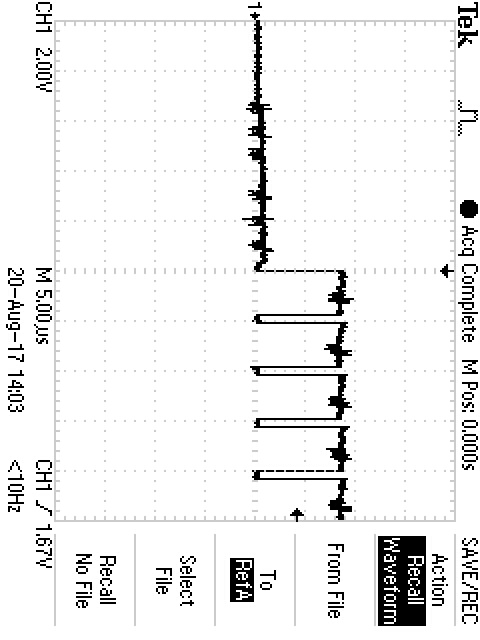 Tek
Acq Complete
M Pos: 0.000s
SAVE/REC
Action
Recall
Waveform
From File
To
RefA
Select
File
Recall
No File
1
CH1 2.00V
M 5.00µs
CH1 / 1.67V
20-Aug-17 14:03
<10Hz